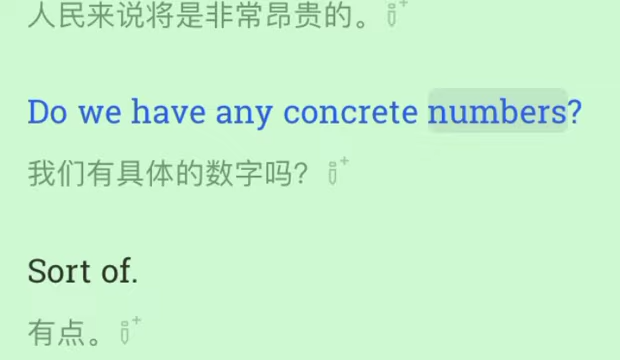 人民来说将是非常昂贵的。
Do we have any concrete numbers?
我们有具体的数字吗？
Sort of.
有点。